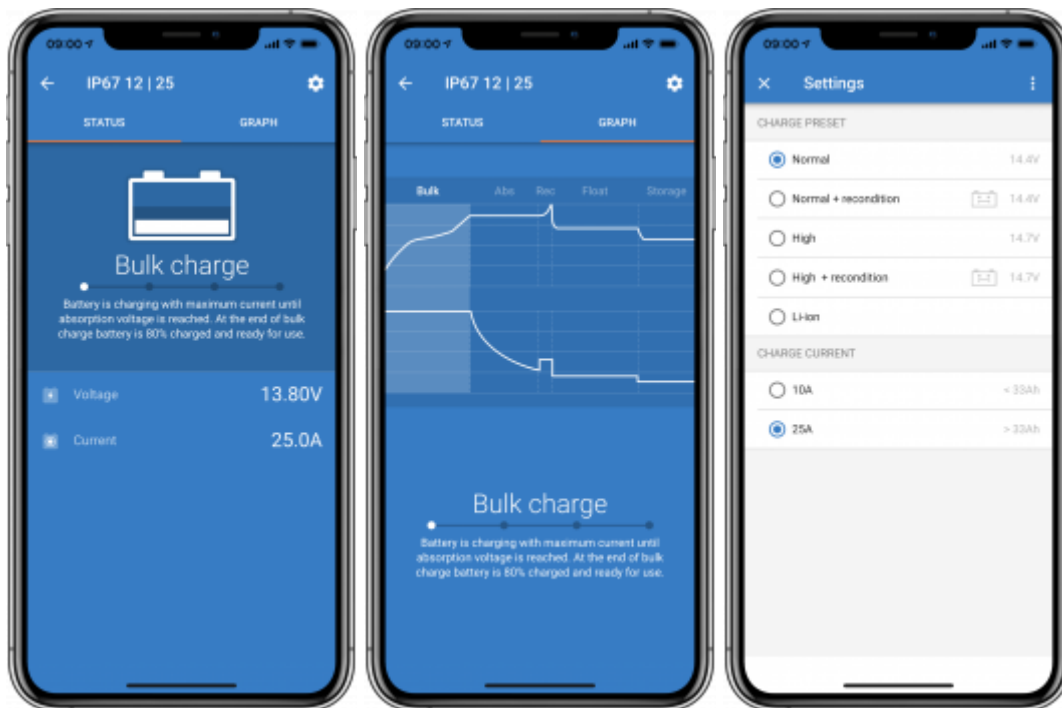 09:00
IP67 12 | 25
STATUS GRAPH
Bulk charge
Battery is charging with maximum current until
absorption voltage is reached. At the end of bulk
charge battery is 80% charged and ready for use.
Voltage 13.80V
Current 25.0A
09:00
IP67 12 | 25
STATUS GRAPH
Bulk Abs Rec Float Storage
Bulk charge
Battery is charging with maximum current until
absorption voltage is reached. At the end of bulk
charge battery is 80% charged and ready for use.
09:00
Settings
CHARGE PRESET
Normal 14.4V
Normal + recondition 14.4V
High 14.7V
High + recondition 14.7V
Li-ion
CHARGE CURRENT
10A < 33Ah
25A > 33Ah